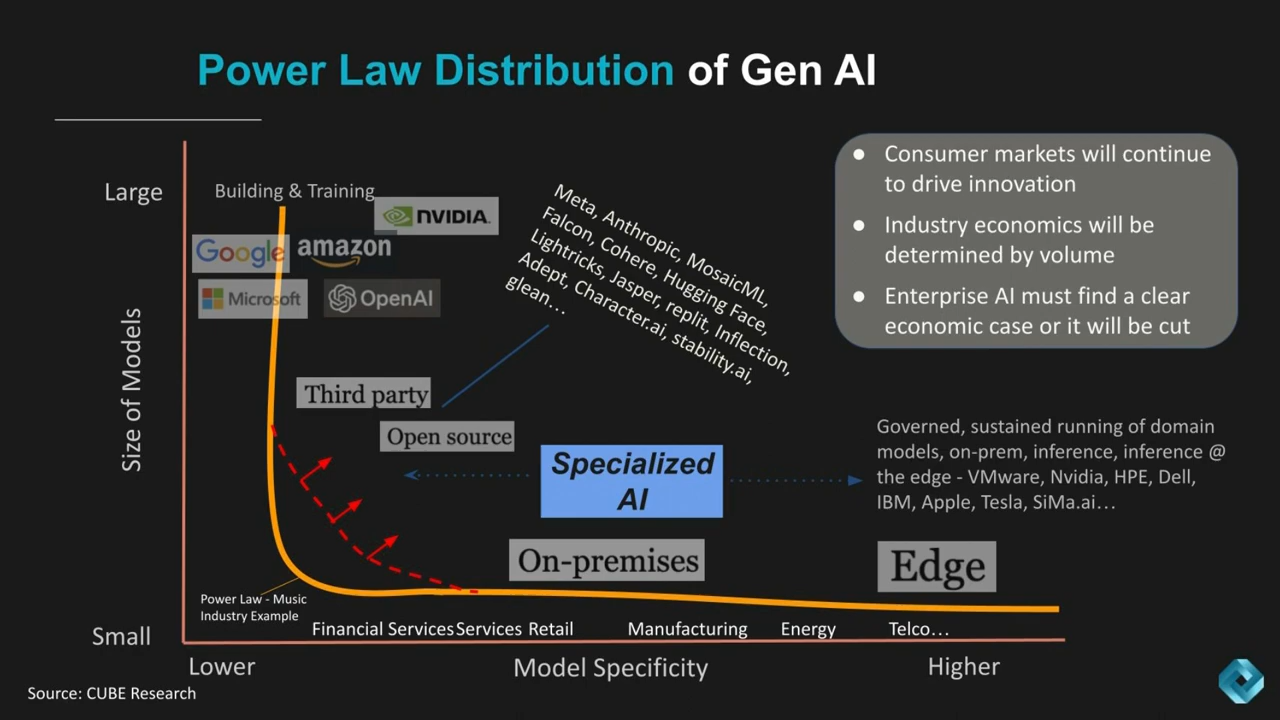 Power Law Distribution of Gen AI
Large
Building & Training
NVIDIA.
Google
amazon
Microsoft
OpenAI
Meta, Anthropic, MosaicML,
Falcon, Cohere, Hugging Face,
Lightricks, Jasper, replit, Inflection,
Adept, Character.ai, stability.ai,
glean…
● Consumer markets will continue
to drive innovation
● Industry economics will be
determined by volume
● Enterprise AI must find a clear
economic case or it will be cut
Size of Models
Third party
Open source
Specialized
AI
Governed, sustained running of domain
models, on-prem, inference, inference @
the edge - VMware, Nvidia, HPE, Dell,
IBM, Apple, Tesla, SiMa.ai…
On-premises
Edge
Power Law - Music
Industry Example
Small
Financial Services Services Retail Manufacturing Energy Telco…
Lower
Model Specificity
Higher
Source: CUBE Research